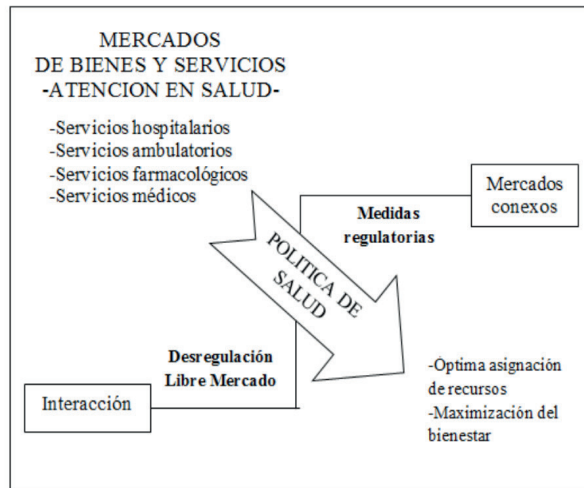 MERCADOS
DE BIENES Y SERVICIOS
-ATENCION EN SALUD-
-Servicios hospitalarios
-Servicios ambulatorios
-Servicios farmacológicos
-Servicios médicos
Mercados
conexos
Medidas
regulatorias
POLITICA DE
SALUD
Desregulación
Libre Mercado
Interacción
-Optima asignación
de recursos
-Maximización del
bienestar